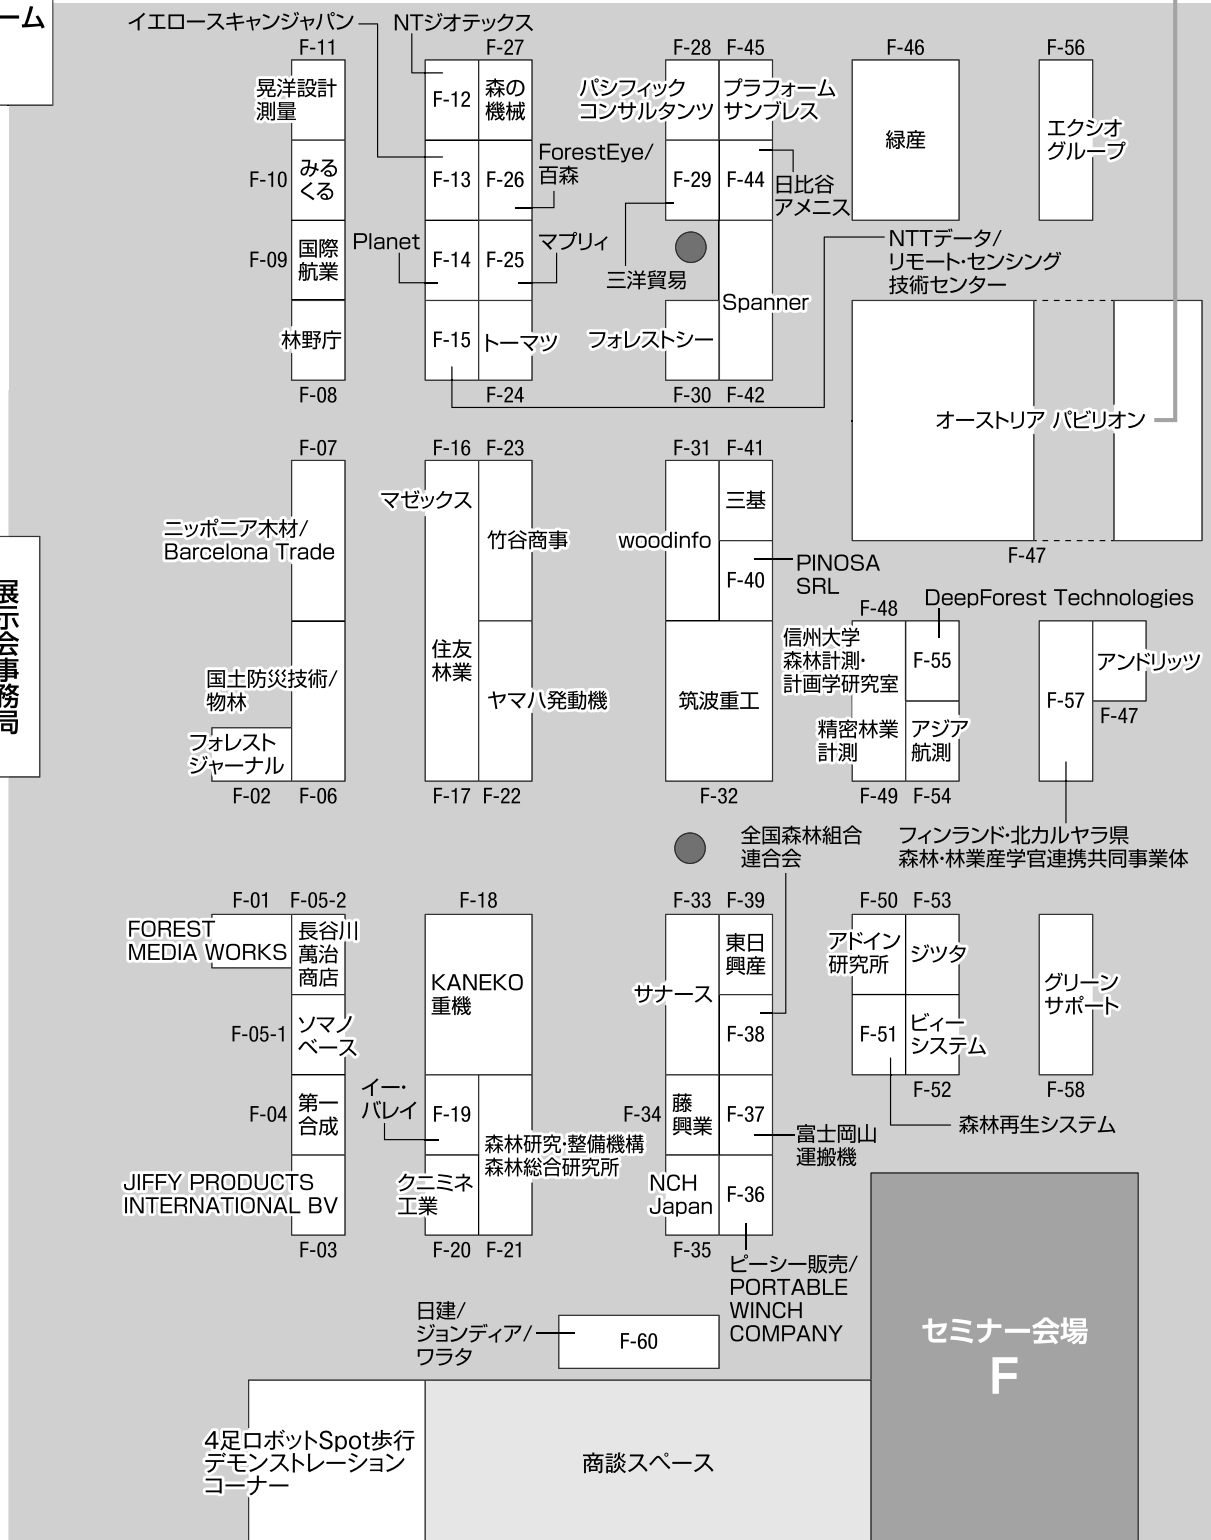 ーム
イエロースキャンジャパン
NTジオテックス
F-11
F-27
F-28
F-45
F-46
F-56
晃洋設計
測量
F-12
森の
機械
パシフィック
コンサルタンツ
プラフォーム
サンブレス
緑産
エクシオ
グループ
F-10
みる
くる
F-13
F-26
ForestEye/
百森
F-29
F-44
日比谷
アメニス
F-09
国際
航業
Planet
F-14
F-25
マプリィ
三洋貿易
NTTデータ/
リモート・センシング
技術センター
Spanner
林野庁
F-15
トーマツ
フォレストシー
F-08
F-24
F-30
F-42
オーストリア パビリオン
F-47
F-07
F-16
F-23
F-31
F-41
マゼックス
三基
ニッポニア木材/
Barcelona Trade
竹谷商事
woodinfo
F-40
PINOSA
SRL
展示会事務局
F-48
DeepForest Technologies
住友
林業
信州大学
森林計測・
計画学研究室
F-55
アンドリッツ
国土防災技術/
物林
ヤマハ発動機
筑波重工
F-57
F-47
フォレスト
ジャーナル
精密林業
計測
アジア
航測
F-02
F-06
F-17
F-22
F-32
F-49
F-54
全国森林組合
連合会
フィンランド・北カルヤラ県
森林・林業産学官連携共同事業体
F-01
F-05-2
F-18
F-33
F-39
F-50
F-53
FOREST
MEDIA WORKS
長谷川
萬治
商店
KANEKO
重機
サナース
東日
興産
アドイン
研究所
ジツタ
グリーン
サポート
F-05-1
ソマノ
ベース
F-38
F-51
ビィー
システム
F-52
F-58
F-04
第一
合成
イー・
バレイ
F-19
F-34
藤
興業
F-37
富士岡山
運搬機
森林再生システム
森林研究・整備機構
森林総合研究所
JIFFY PRODUCTS
INTERNATIONAL BV
クニミネ
工業
NCH
Japan
F-36
F-03
F-20
F-21
F-35
ピーシー販売/
PORTABLE
WINCH
COMPANY
日建/
ジョンディア/
ワラタ
F-60
セミナー会場
F
4足ロボットSpot歩行
デモンストレーション
コーナー
商談スペース